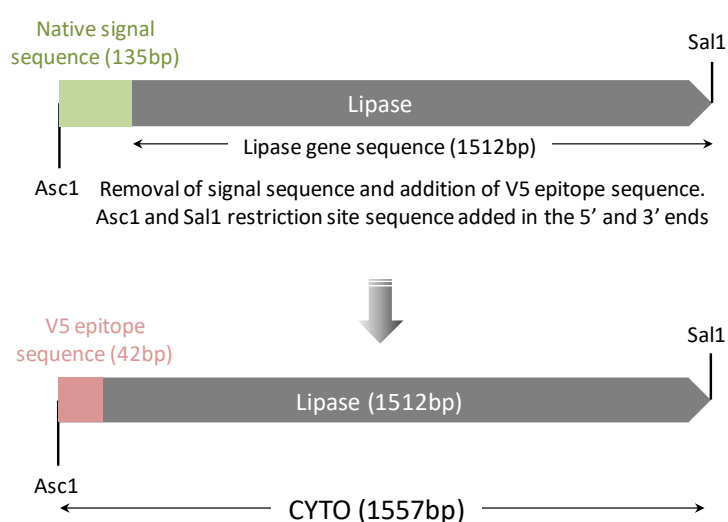 Native signal
sequence (135bp)
Sal1
Lipase
Lipase gene sequence (1512bp)
Asc1
Removal of signal sequence and addition of V5 epitope sequence.
Asc1 and Sal1 restriction site sequence added in the 5’ and 3’ ends
V5 epitope
sequence (42bp)
Sal1
Lipase (1512bp)
Asc1
CYTO (1557bp)